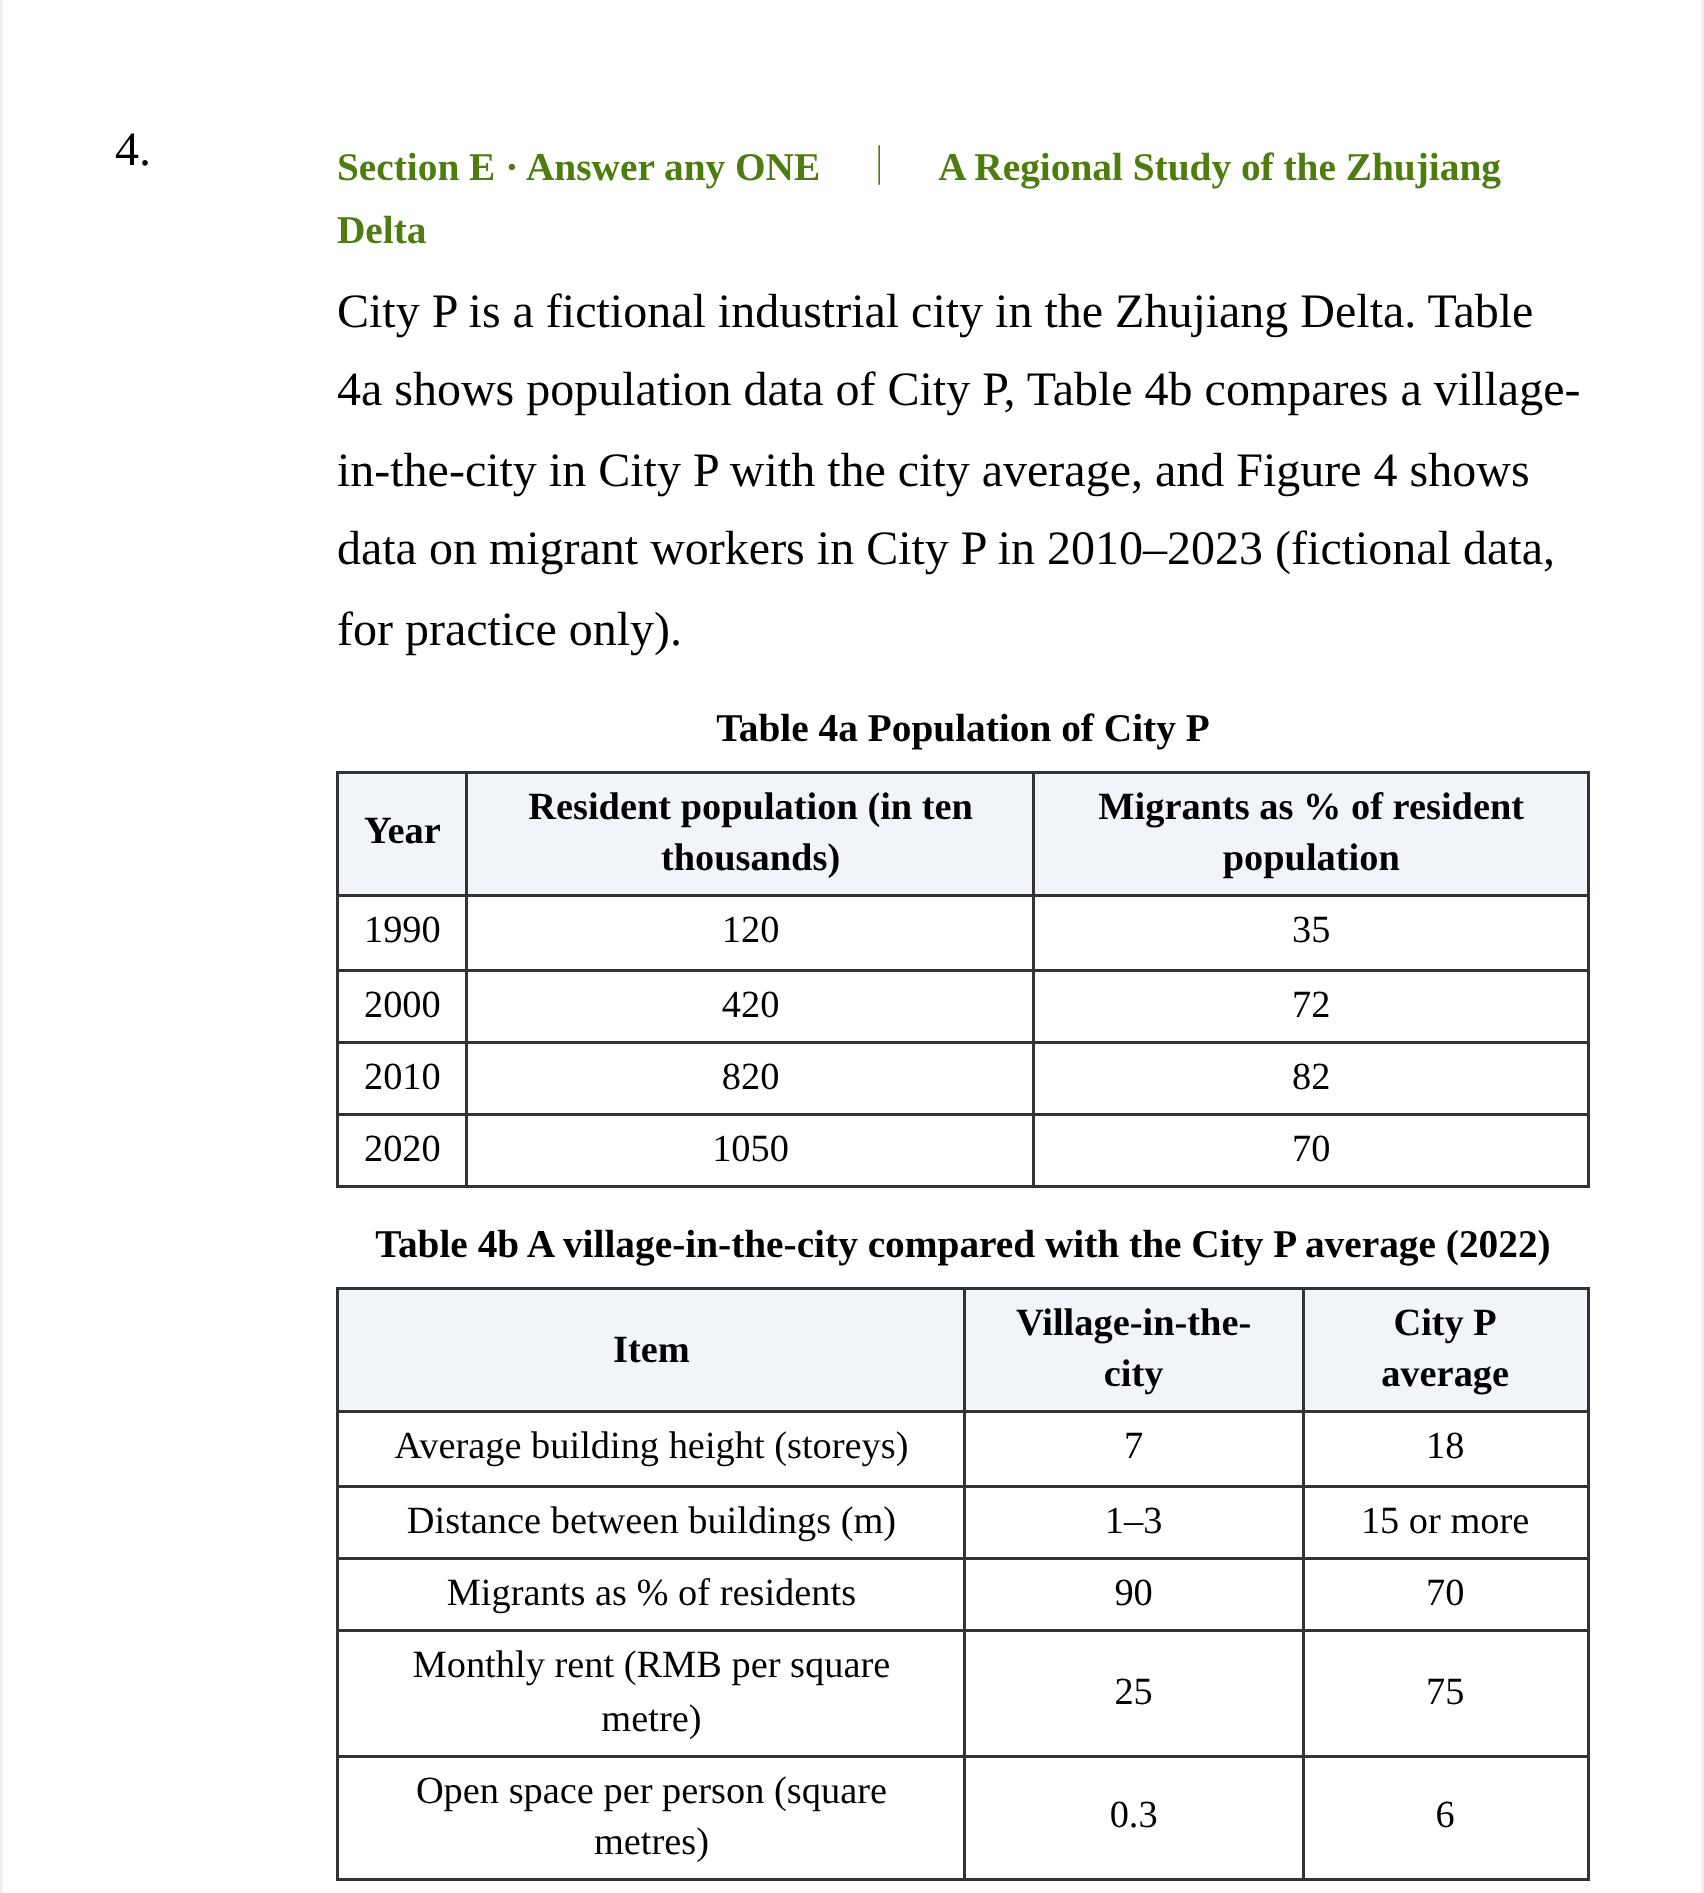 4.
Section E · Answer any ONE | A Regional Study of the Zhujiang
Delta
City P is a fictional industrial city in the Zhujiang Delta. Table
4a shows population data of City P, Table 4b compares a village-
in-the-city in City P with the city average, and Figure 4 shows
data on migrant workers in City P in 2010–2023 (fictional data,
for practice only).
Table 4a Population of City P
Year
Resident population (in ten
thousands)
Migrants as % of resident
population
1990 120 35
2000 420 72
2010 820 82
2020 1050 70
Table 4b A village-in-the-city compared with the City P average (2022)
Item
Village-in-the-
city
City P
average
Average building height (storeys) 7 18
Distance between buildings (m) 1–3 15 or more
Migrants as % of residents 90 70
Monthly rent (RMB per square
metre)
25 75
Open space per person (square
metres)
0.3 6